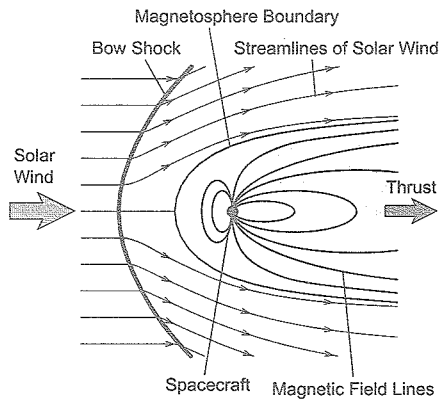 Magnetosphere Boundary
Bow Shock
Streamlines of Solar Wind
Solar
Wind
Thrust
Spacecraft
Magnetic Field Lines